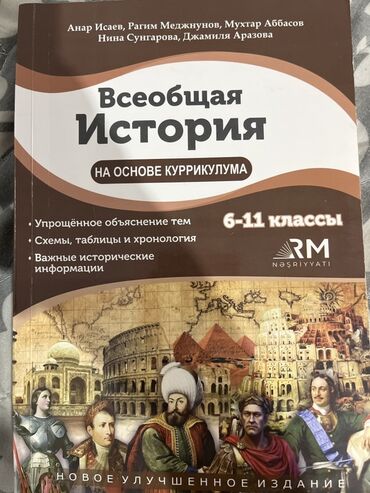 Анар Исаев, Рагим Меджнунов, Мухтар Аббасов
Нина Сунгарова, Джамиля Аразова
Всеобщая
История
НА ОСНОВЕ КУРРИКУЛУМА
6-11 классы
• Упрощённое объяснение тем
• Схемы, таблицы и хронология
• Важные исторические
информации
RM
NƏŞRİYYATI
НОВОЕ УЛУЧШЕННОЕ ИЗДАНИЕ